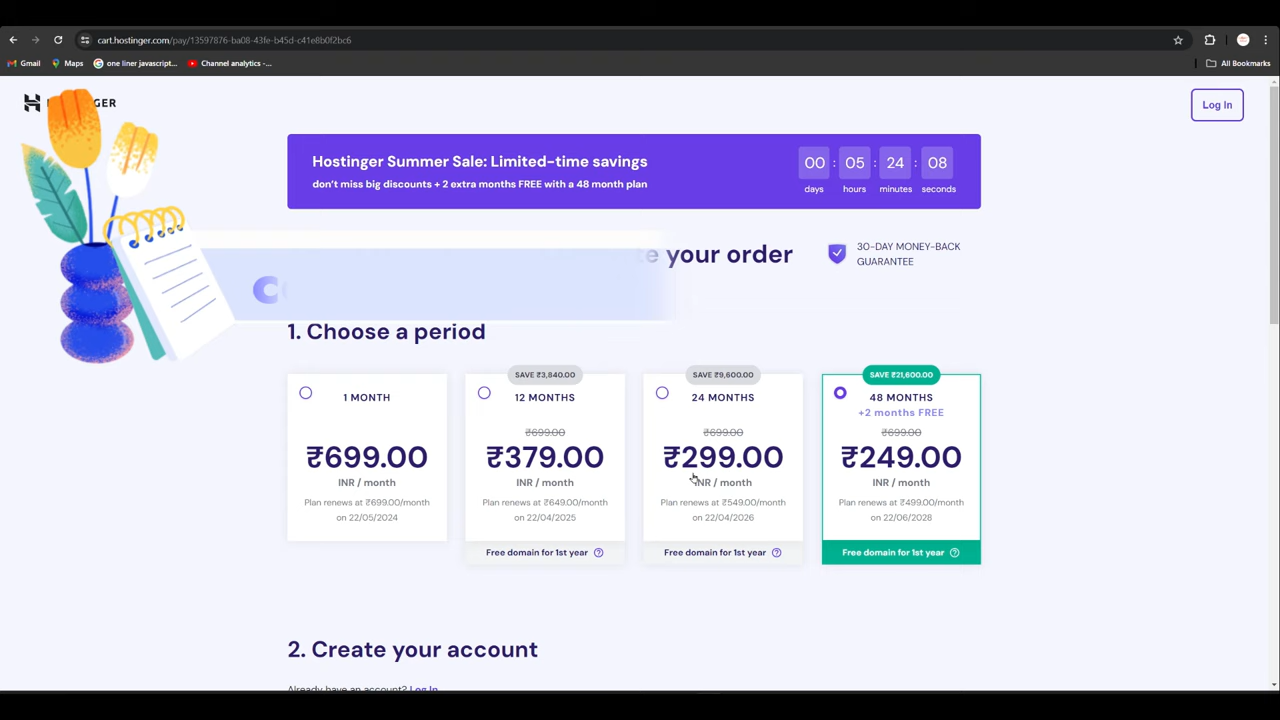 cart.hostinger.com/pay/13597876-ba08-43fe-b45d-c41e8b0f2bc6
Gmail
Maps
one liner javascript...
Channel analytics -...
All Bookmarks
Log In
Hostinger Summer Sale: Limited-time savings
don't miss big discounts + 2 extra months FREE with a 48 month plan
00 : 05 : 24 : 08
days hours minutes seconds
your order
30-DAY MONEY-BACK
GUARANTEE
C
1. Choose a period
1 MONTH
₹699.00
INR / month
Plan renews at ₹699.00/month
on 22/05/2024
SAVE ₹3,840.00
12 MONTHS
₹699.00
₹379.00
INR / month
Plan renews at ₹649.00/month
on 22/04/2025
Free domain for 1st year
SAVE ₹9,600.00
24 MONTHS
₹699.00
₹299.00
INR / month
Plan renews at ₹549.00/month
on 22/04/2026
Free domain for 1st year
SAVE ₹21,600.00
48 MONTHS
+2 months FREE
₹699.00
₹249.00
INR / month
Plan renews at ₹499.00/month
on 22/06/2028
Free domain for 1st year
2. Create your account
Already have an account? Log In